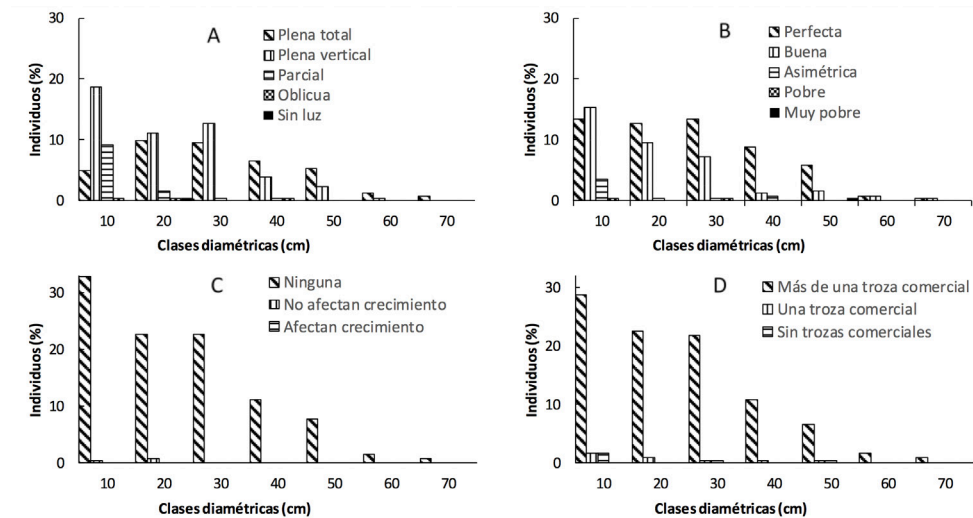 A
Individuos (%)
30
20
10
0
Plena total
Plena vertical
Parcial
Oblicua
Sin luz
10 20 30 40 50 60 70
Clases diamétricas (cm)
B
Individuos (%)
30
20
10
0
Perfecta
Buena
Asimétrica
Pobre
Muy pobre
10 20 30 40 50 60 70
Clases diamétricas (cm)
C
Individuos (%)
30
20
10
0
Ninguna
No afectan crecimiento
Afectan crecimiento
10 20 30 40 50 60 70
Clases diamétricas (cm)
D
Individuos (%)
30
20
10
0
Más de una troza comercial
Una troza comercial
Sin trozas comerciales
10 20 30 40 50 60 70
Clases diamétricas (cm)